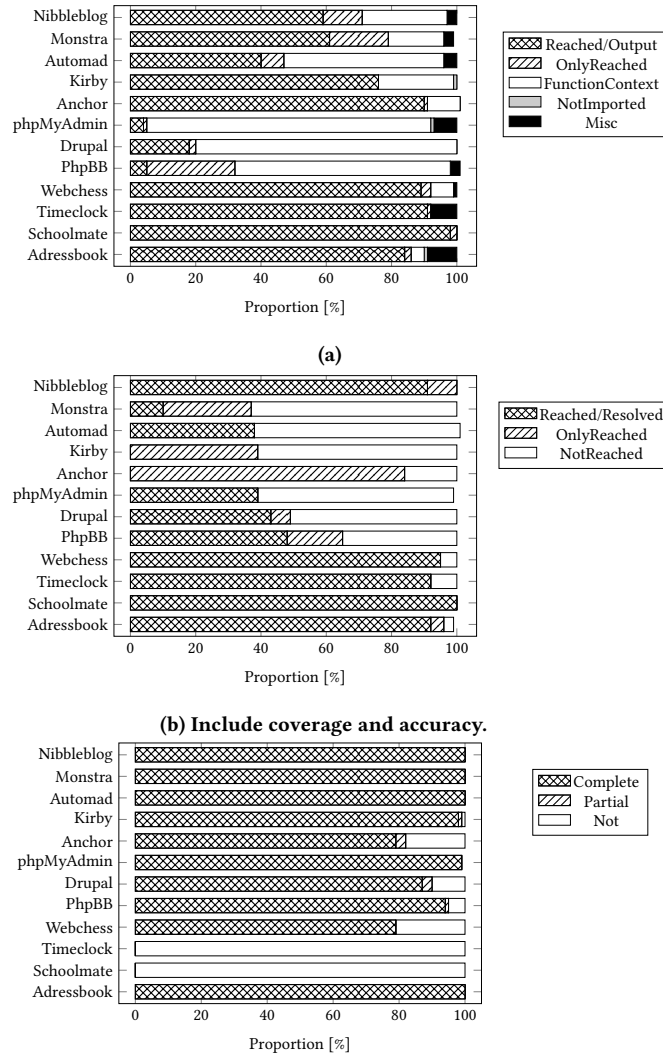 Nibbleblog
Monstra
Automad
Kirby
Anchor
phpMyAdmin
Drupal
PhpBB
Webchess
Timeclock
Schoolmate
Adressbook
0 20 40 60 80 100
Proportion [%]
Reached/Output
OnlyReached
FunctionContext
NotImported
Misc
(a)
Nibbleblog
Monstra
Automad
Kirby
Anchor
phpMyAdmin
Drupal
PhpBB
Webchess
Timeclock
Schoolmate
Adressbook
0 20 40 60 80 100
Proportion [%]
Reached/Resolved
OnlyReached
NotReached
(b) Include coverage and accuracy.
Nibbleblog
Monstra
Automad
Kirby
Anchor
phpMyAdmin
Drupal
PhpBB
Webchess
Timeclock
Schoolmate
Adressbook
0 20 40 60 80 100
Proportion [%]
Complete
Partial
Not